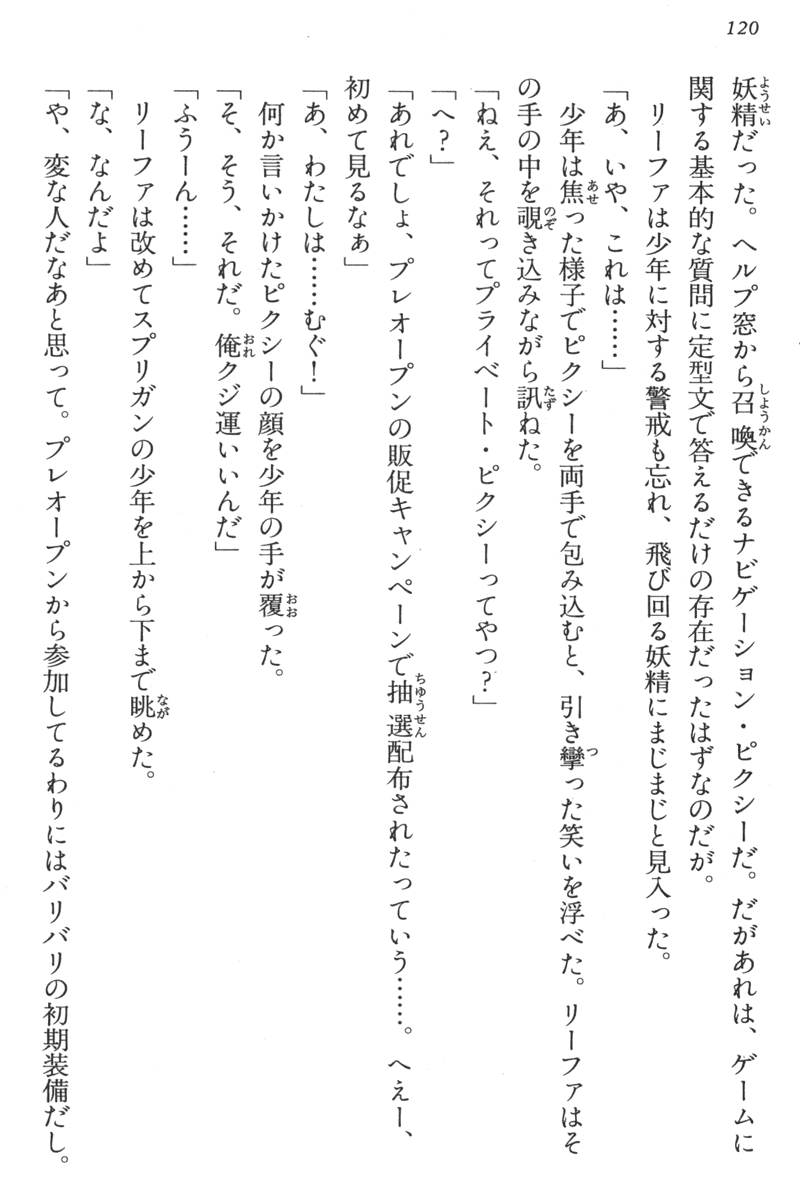 120
妖精だった。ヘルプ窓から召喚できるナビゲーション・ピクシーだ。だがあれは、ゲームに
関する基本的な質問に定型文で答えるだけの存在だったはずなのだが。
　リーファは少年に対する警戒も忘れ、飛び回る妖精にまじまじと見入った。
「あ、いや、これは……」
　少年は焦った様子でピクシーを両手で包み込むと、引き攣った笑いを浮べた。リーファはそ
の手の中を覗き込みながら訊ねた。
「ねえ、それってプライベート・ピクシーってやつ？」
「へ？」
「あれでしょ、プレオープンの販促キャンペーンで抽選配布されたっていう……。へえー、
初めて見るなぁ」
「あ、わたしは……むぐ！」
　何か言いかけたピクシーの顔を少年の手が覆った。
「そ、そう、それだ。俺クジ運いいんだ」
「ふうーん……」
　リーファは改めてスプリガンの少年を上から下まで眺めた。
「な、なんだよ」
「や、変な人だなあと思って。プレオープンから参加してるわりにはバリバリの初期装備だし。